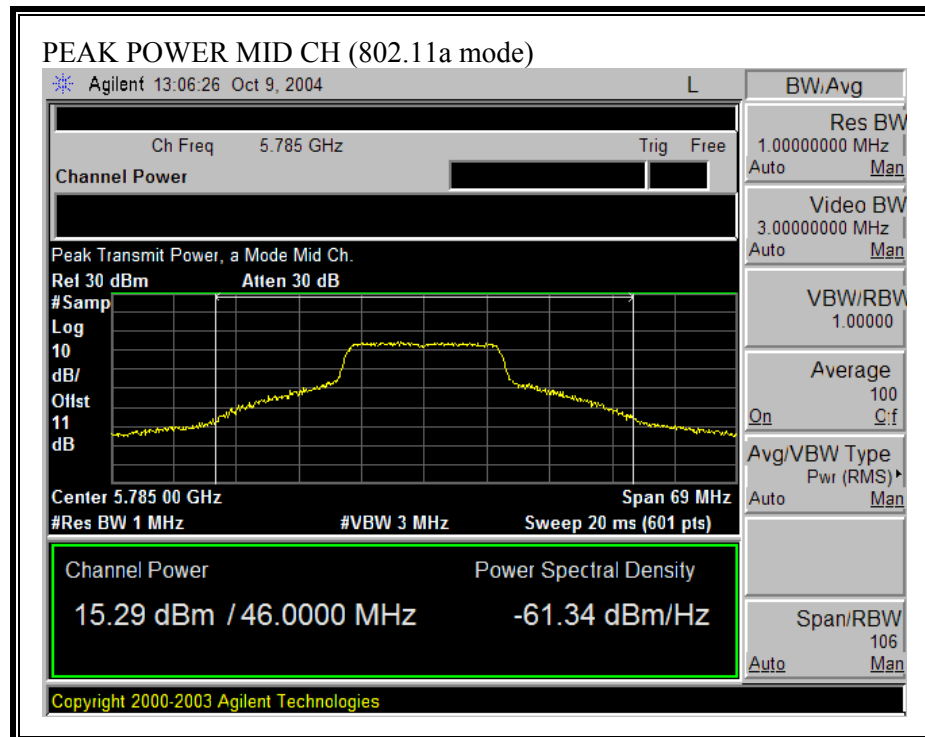 PEAK POWER MID CH (802.11a mode)
Agilent 13:06:26 Oct 9, 2004 L
BW/Avg
Ch Freq 5.785 GHz Trig Free
Channel Power
Peak Transmit Power, a Mode Mid Ch.
Ref 30 dBm Atten 30 dB
#Samp
Log
10
dB/
Offst
11
dB
Center 5.785 00 GHz Span 69 MHz
#Res BW 1 MHz #VBW 3 MHz Sweep 20 ms (601 pts)
Channel Power Power Spectral Density
15.29 dBm / 46.0000 MHz -61.34 dBm/Hz
Copyright 2000-2003 Agilent Technologies
Res BW
1.00000000 MHz
Auto Man
Video BW
3.00000000 MHz
Auto Man
VBW/RBW
1.00000
Average
100
On Off
Avg/VBW Type
Pwr (RMS)
Auto Man
Span/RBW
106
Auto Man